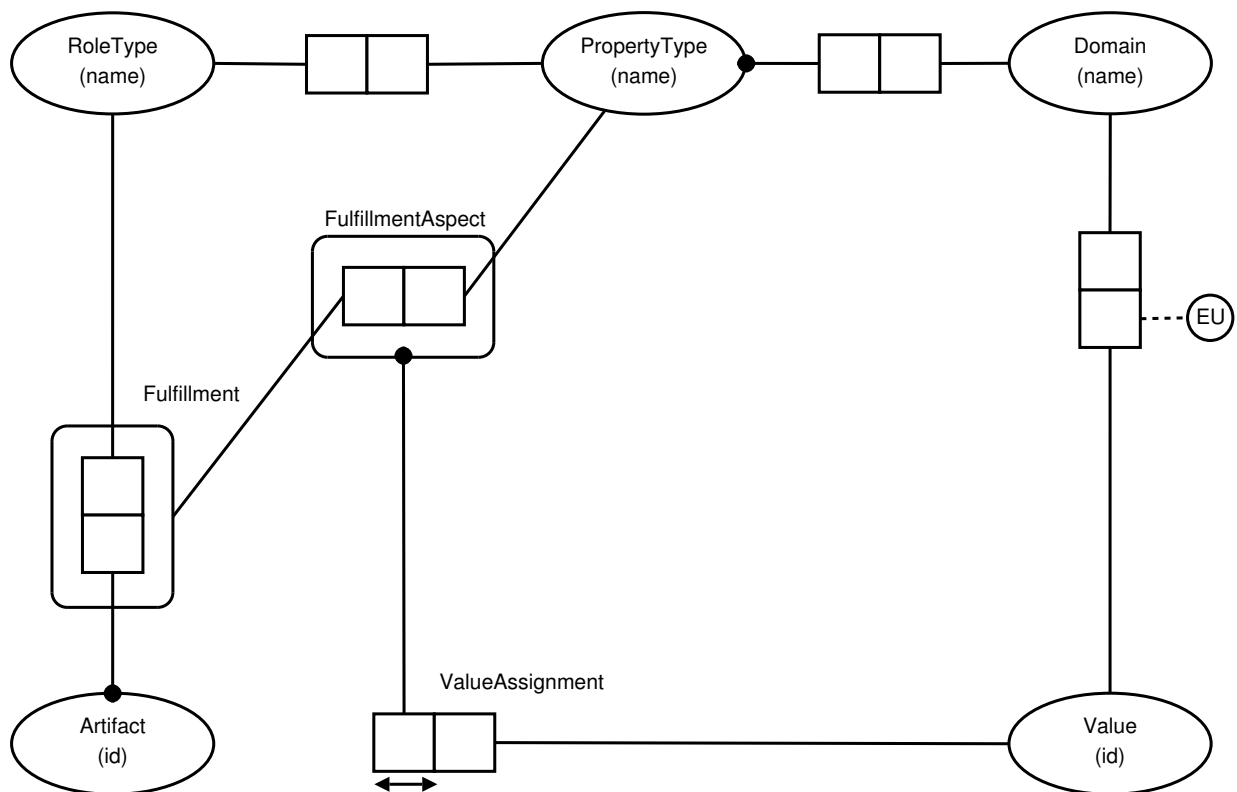 RoleType
(name)
PropertyType
(name)
Domain
(name)
FulfillmentAspect
EU
Fulfillment
ValueAssignment
Artifact
(id)
Value
(id)